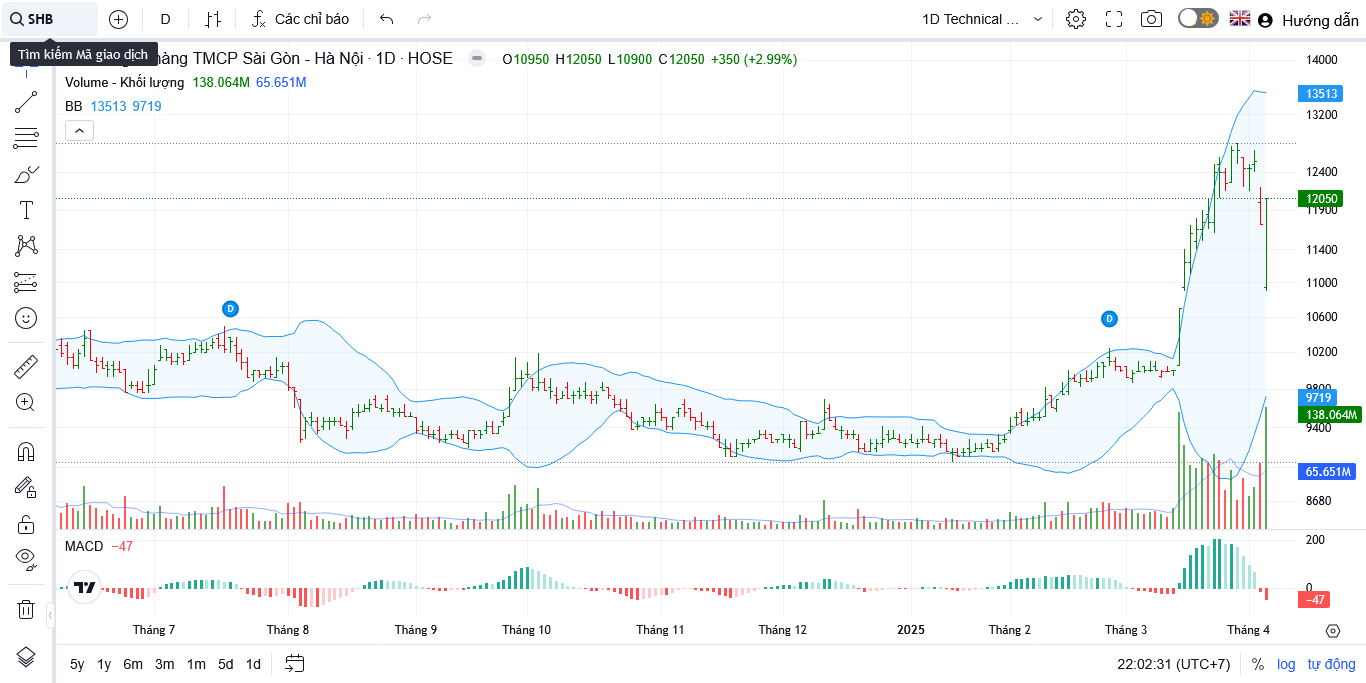 SHB
D
Các chỉ báo
1D Technical ...
Hướng dẫn
Tìm kiếm Mã giao dịch
hàng TMCP Sài Gòn - Hà Nội · 1D · HOSE
O10950 H12050 L10900 C12050 +350 (+2.99%)
Volume - Khối lượng 138.064M 65.651M
BB 13513 9719
14000
13513
13200
12400
12050
11900
11400
11000
10600
10200
9800
9719
138.064M
9400
65.651M
8680
D
D
MACD −47
200
0
−47
Tháng 7 Tháng 8 Tháng 9 Tháng 10 Tháng 11 Tháng 12 2025 Tháng 2 Tháng 3 Tháng 4
5y 1y 6m 3m 1m 5d 1d
22:02:31 (UTC+7) % log tự động